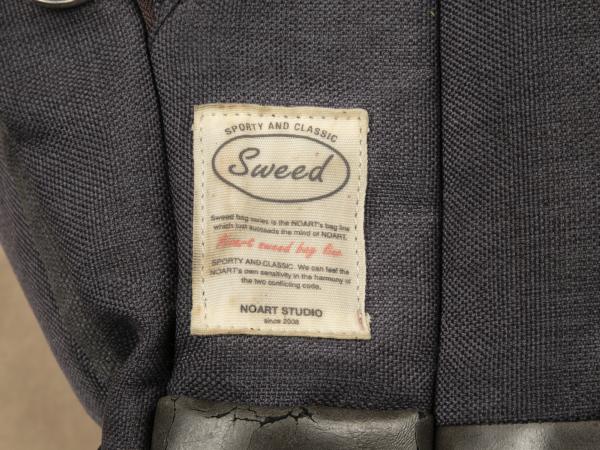 SPORTY AND CLASSIC
Sweed
Sweed bag series is the NOART's bag line
which just succeeds the mind of NOART.
Noart sweed bag line
SPORTY AND CLASSIC. We can feel the
NOART's own sensitivity in the harmony of
the two conflicting code.
NOART STUDIO
since 2008